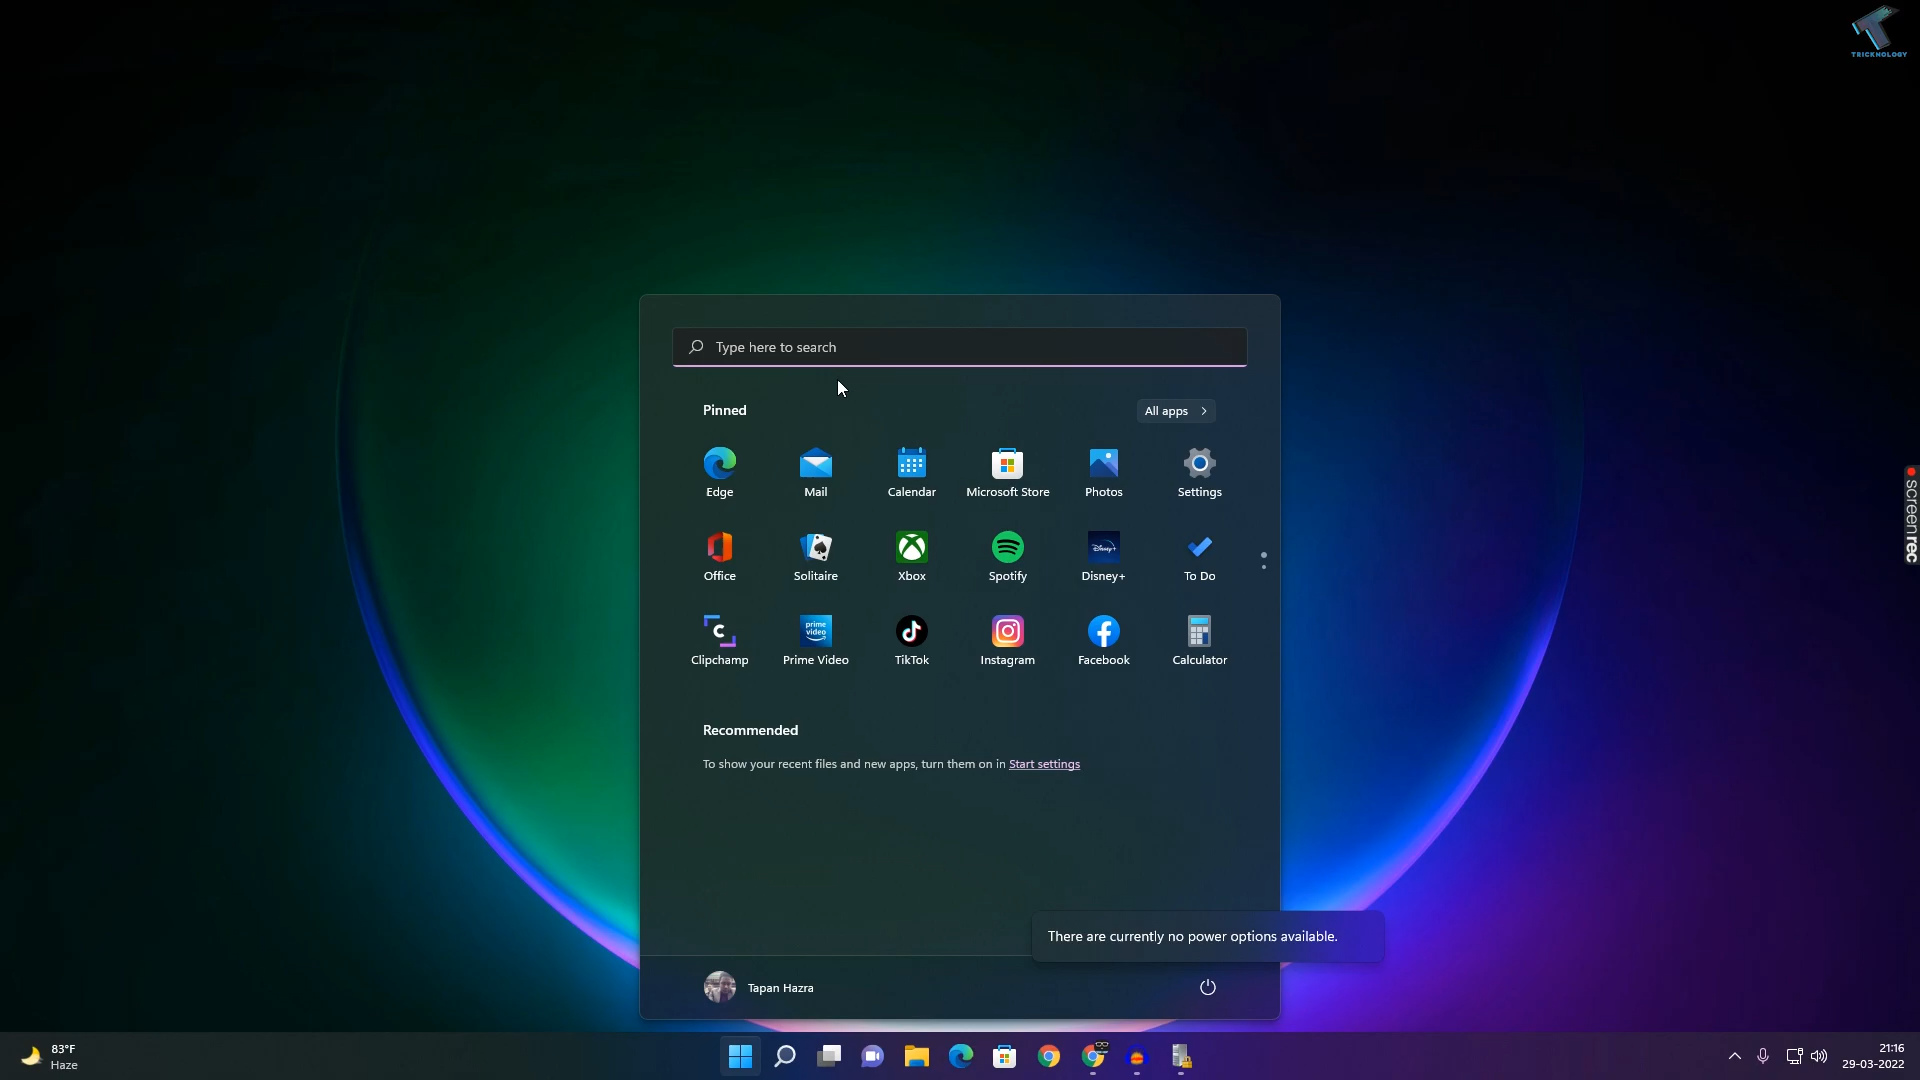 TRICKNOLOGY
Type here to search
Pinned
All apps
Edge
Mail
Calendar
Microsoft Store
Photos
Settings
Office
Solitaire
Xbox
Spotify
Disney+
Disney+
To Do
C
prime
video
Clipchamp
Prime Video
TikTok
Instagram
Facebook
Calculator
Recommended
To show your recent files and new apps, turn them on in Start settings
There are currently no power options available.
Tapan Hazra
screenrec
83°F
Haze
21:16
29-03-2022